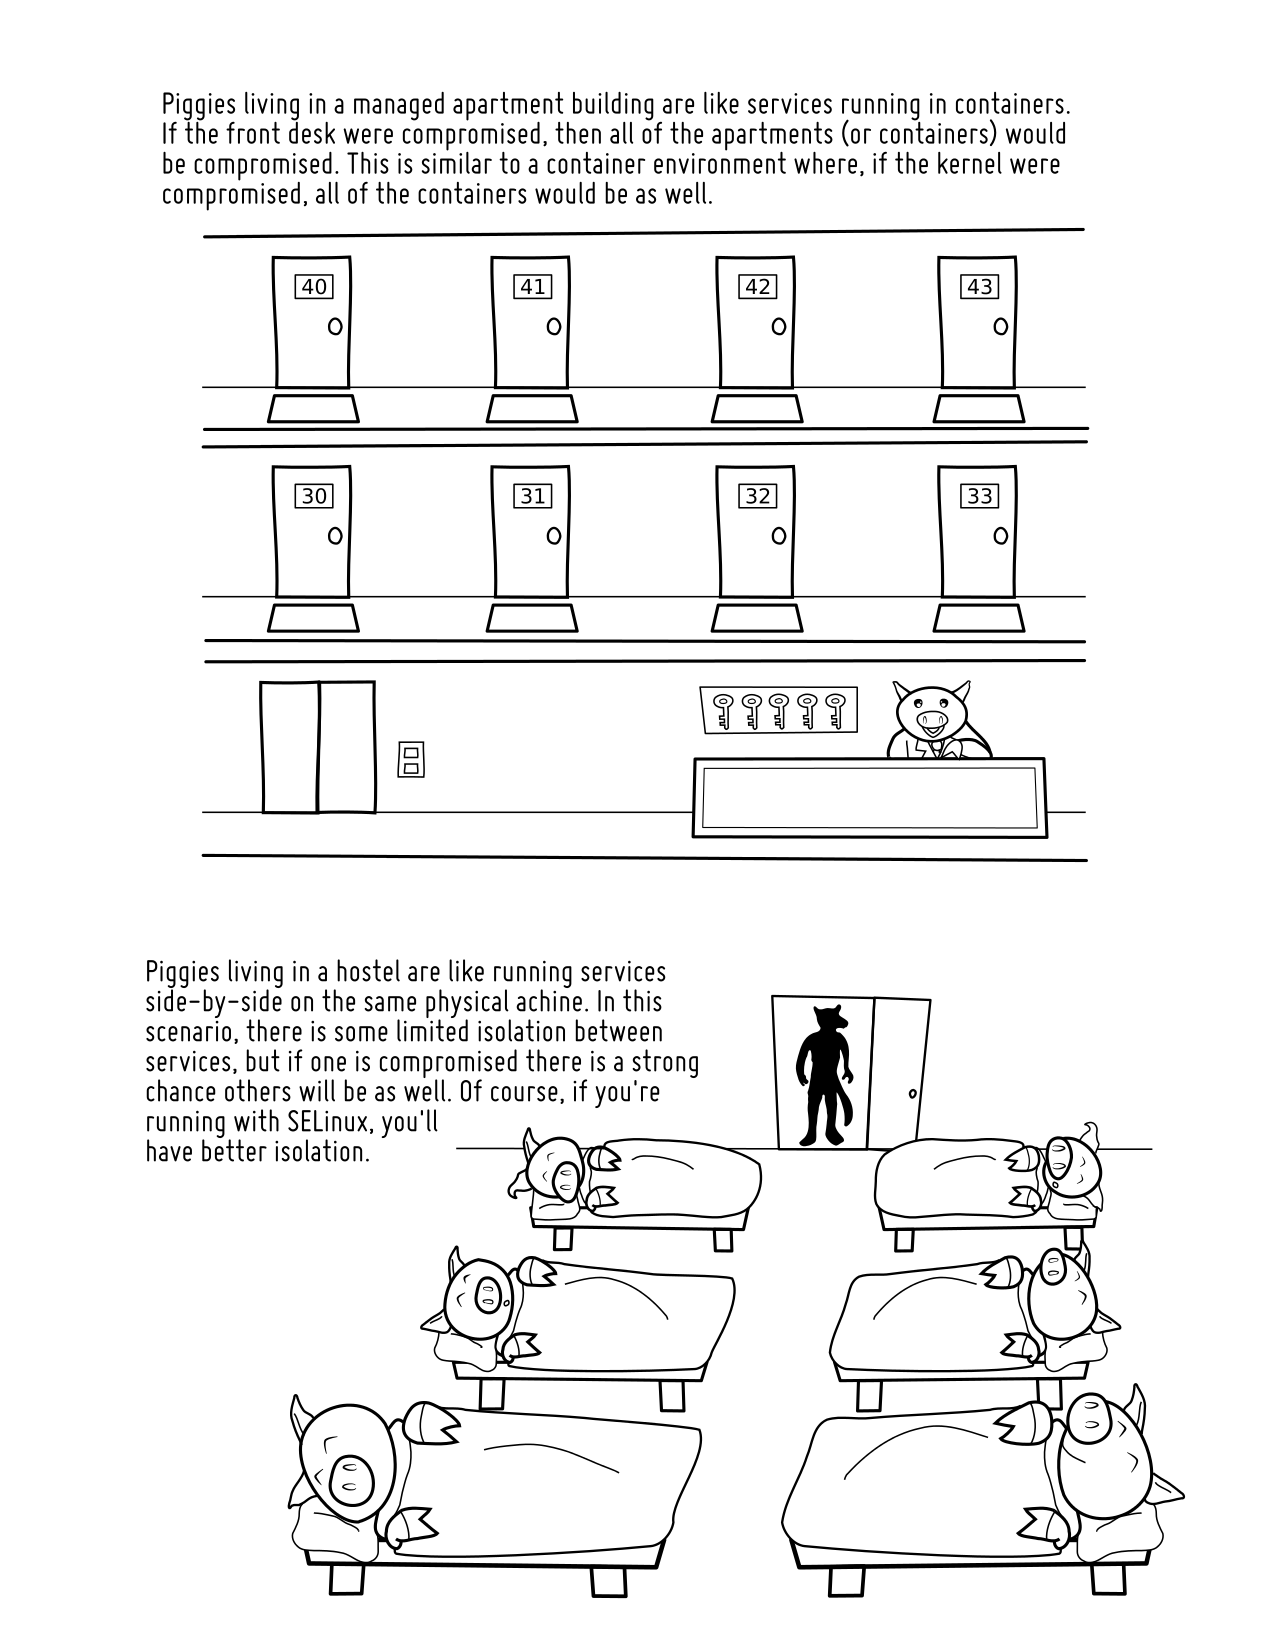 Piggies living in a managed apartment building are like services running in containers.
If the front desk were compromised, then all of the apartments (or containers) would
be compromised. This is similar to a container environment where, if the kernel were
compromised, all of the containers would be as well.
40 41 42 43
30 31 32 33
Piggies living in a hostel are like running services
side-by-side on the same physical achine. In this
scenario, there is some limited isolation between
services, but if one is compromised there is a strong
chance others will be as well. Of course, if you're
running with SELinux, you'll
have better isolation.